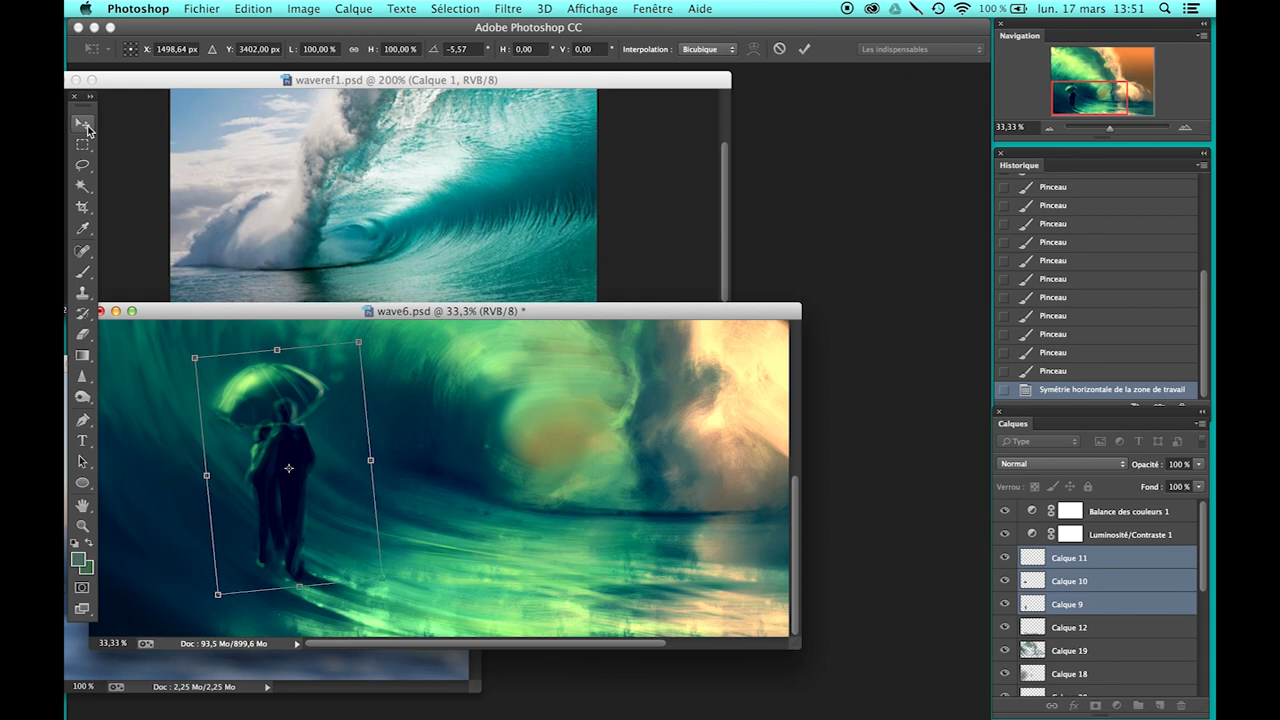 Photoshop Fichier Edition Image Calque Texte Sélection Filtre 3D Affichage Fenêtre Aide 100 % lun. 17 mars 13:51
Adobe Photoshop CC
X: 1498,64 px Y: 3402,00 px L: 100,00 % H: 100,00 % -5,57 ° H: 0,00 ° V: 0,00 ° Interpolation : Bicubique Les indispensables
Navigation
33,33 %
waveref1.psd @ 200% (Calque 1, RVB/8)
Historique
Pinceau
Pinceau
Pinceau
Pinceau
Pinceau
Pinceau
Pinceau
Pinceau
Pinceau
Pinceau
Pinceau
Symétrie horizontale de la zone de travail
wave6.psd @ 33,3% (RVB/8) *
Calques
Type
Normal Opacité : 100 %
Verrou : Fond : 100 %
Balance des couleurs 1
Luminosité/Contraste 1
Calque 11
Calque 10
Calque 9
Calque 12
Calque 19
Calque 18
33,33 % Doc : 93,5 Mo/899,6 Mo
100 % Doc : 2,25 Mo/2,25 Mo
fx